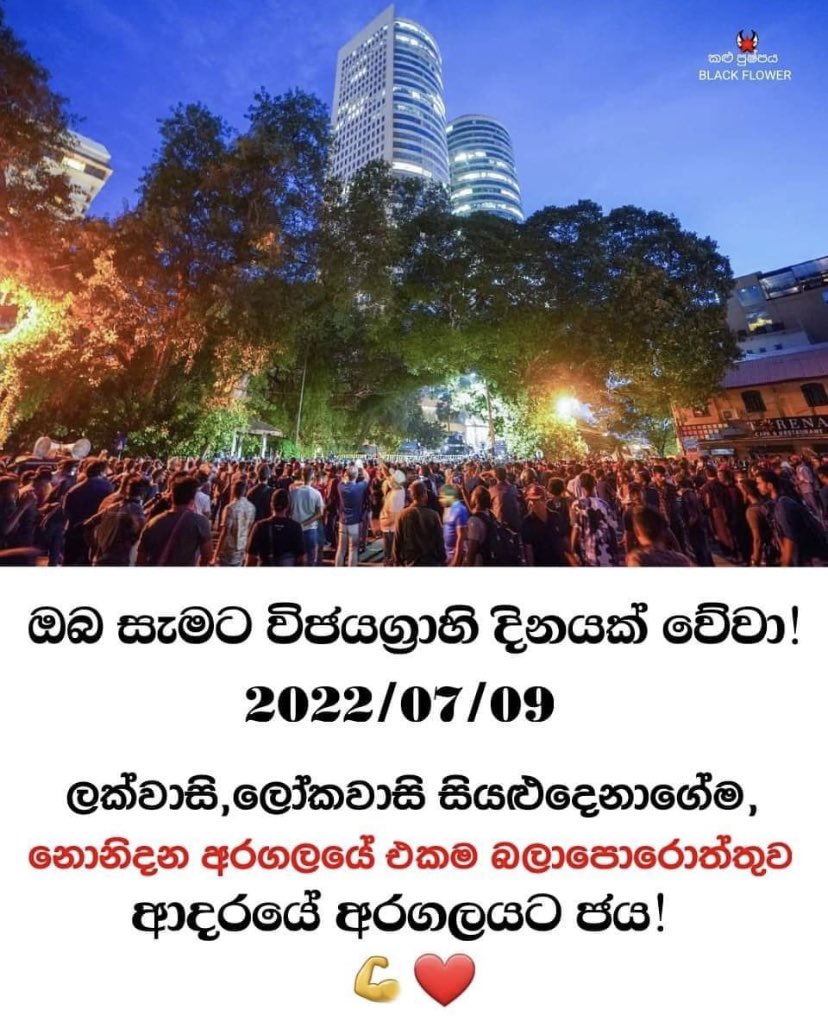 කළු පුෂ්පය
BLACK FLOWER
ඔබ සැමට විජයග්‍රාහී දිනයක් වේවා!
2022/07/09
ලක්වාසි,ලෝකවාසි සියළුදෙනාගේම,
නොනිදන අරගලයේ එකම බලාපොරොත්තුව
ආදරයේ අරගලයට ජය!
💪❤️